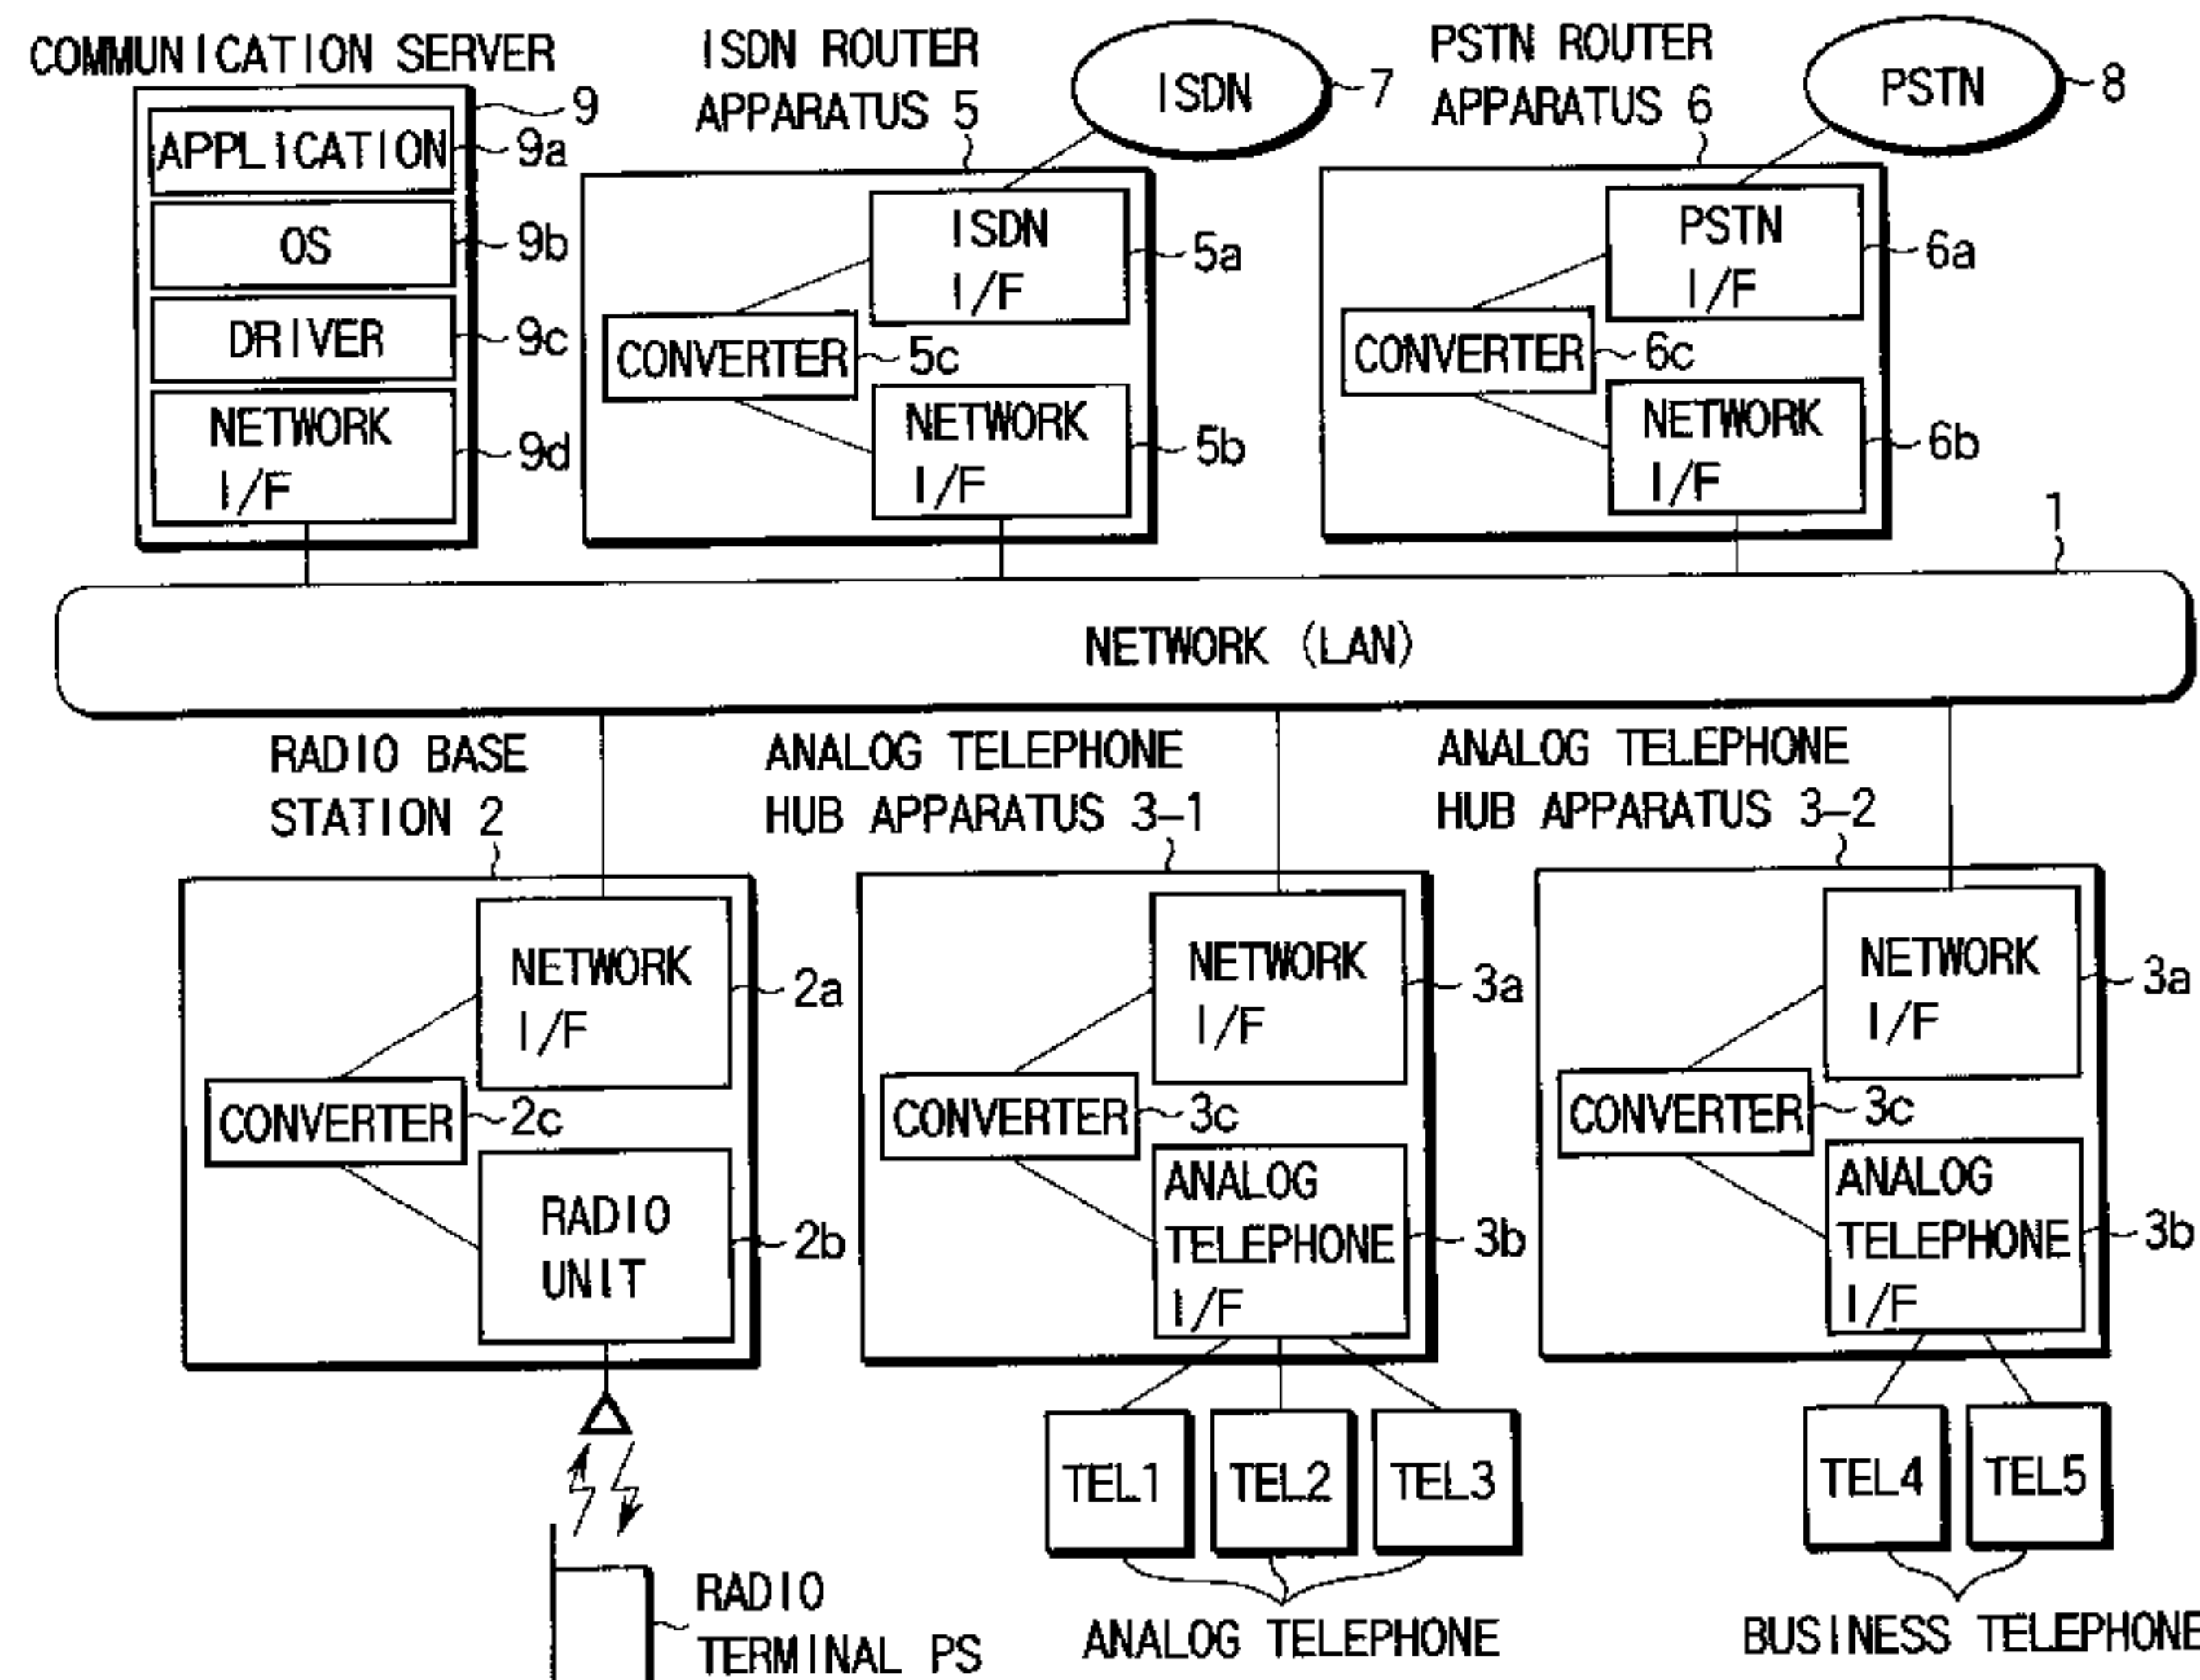 COMMUNICATION SERVER
9
APPLICATION
9a
OS
9b
DRIVER
9c
NETWORK
I/F
9d
ISDN ROUTER
APPARATUS 5
ISDN
7
ISDN
I/F
5a
CONVERTER
5c
NETWORK
I/F
5b
PSTN ROUTER
APPARATUS 6
PSTN
8
PSTN
I/F
6a
CONVERTER
6c
NETWORK
I/F
6b
1
NETWORK (LAN)
RADIO BASE
STATION 2
NETWORK
I/F
2a
CONVERTER
2c
RADIO
UNIT
2b
RADIO
TERMINAL PS
ANALOG TELEPHONE
HUB APPARATUS 3-1
NETWORK
I/F
3a
CONVERTER
3c
ANALOG
TELEPHONE
I/F
3b
TEL1
TEL2
TEL3
ANALOG TELEPHONE
ANALOG TELEPHONE
HUB APPARATUS 3-2
NETWORK
I/F
3a
CONVERTER
3c
ANALOG
TELEPHONE
I/F
3b
TEL4
TEL5
BUSINESS TELEPHONE